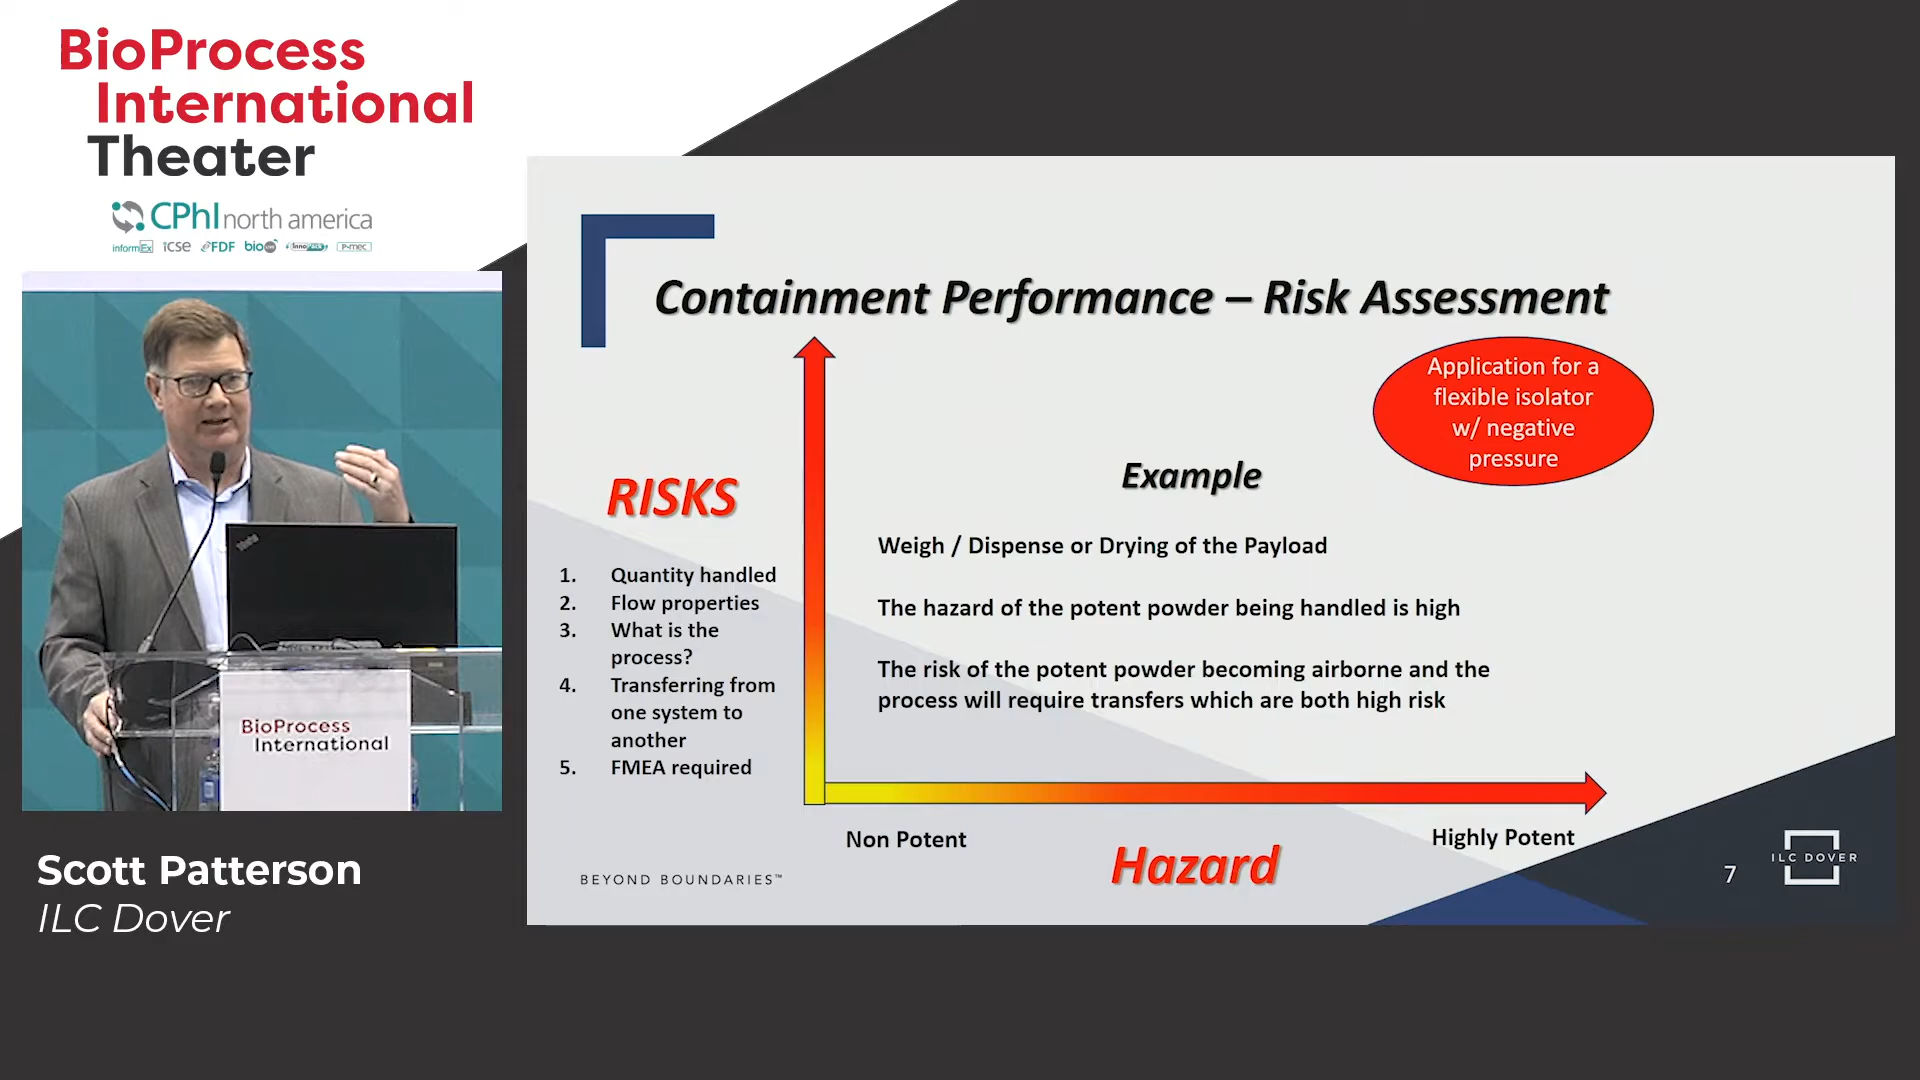 BioProcess
International
Theater
CPhI north america
informEx iCSE FDF bio LIVE InnoPack P-mec
BioProcess
International
Scott Patterson
ILC Dover
Containment Performance – Risk Assessment
Application for a
flexible isolator
w/ negative
pressure
Example
RISKS
1. Quantity handled
2. Flow properties
3. What is the
process?
4. Transferring from
one system to
another
5. FMEA required
Weigh / Dispense or Drying of the Payload
The hazard of the potent powder being handled is high
The risk of the potent powder becoming airborne and the
process will require transfers which are both high risk
Non Potent
Highly Potent
Hazard
BEYOND BOUNDARIES™
7
ILC DOVER